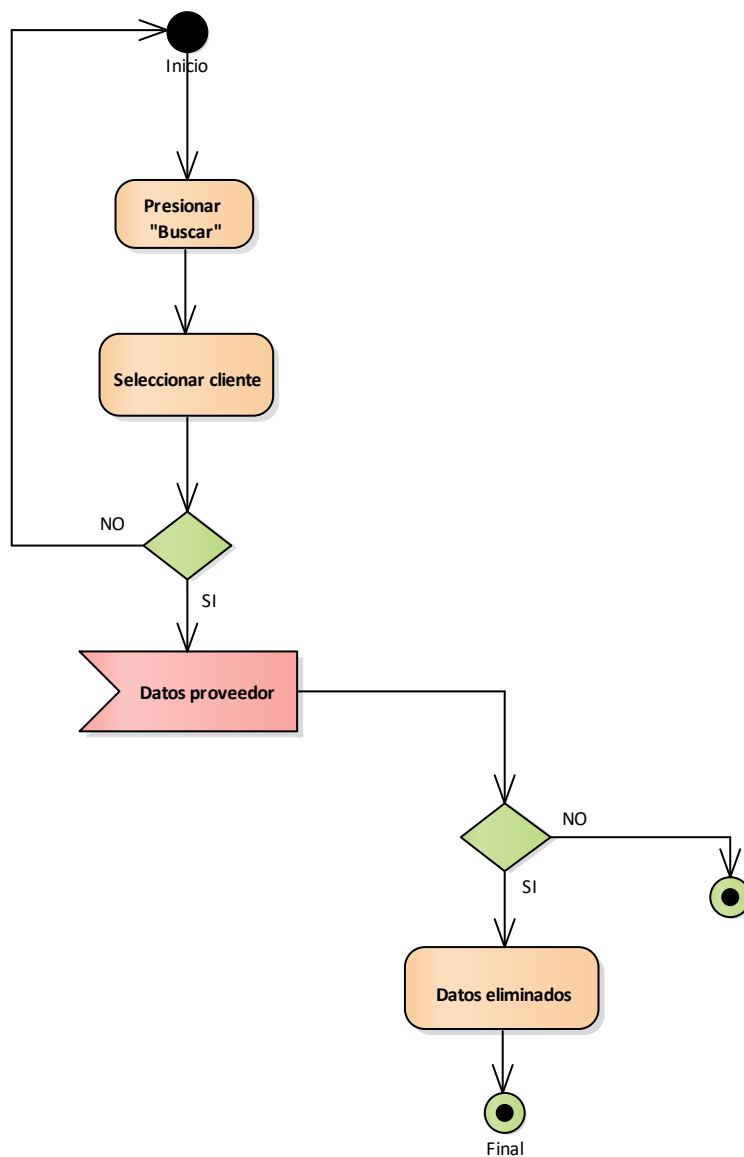 Inicio
Presionar
"Buscar"
Seleccionar cliente
NO
SI
Datos proveedor
NO
SI
Datos eliminados
Final